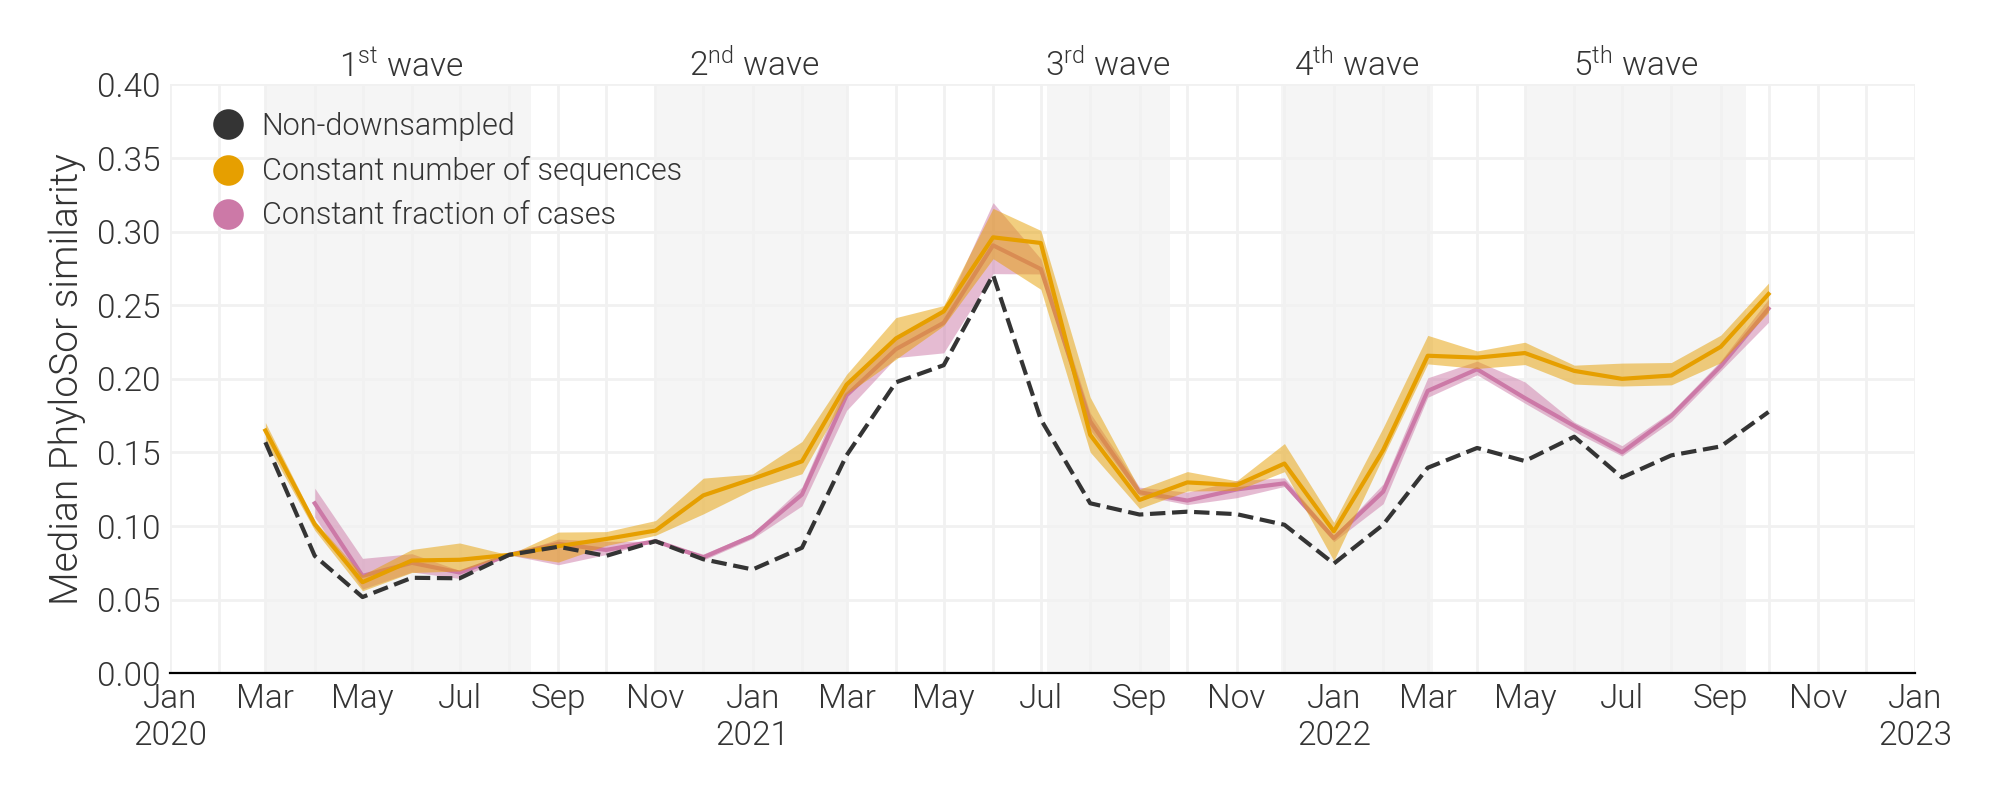 1st wave 2nd wave 3rd wave 4th wave 5th wave
0.40
Non-downsampled
0.35
Constant number of sequences
Constant fraction of cases
0.30
0.25
0.20
0.15
0.10
0.05
0.00
Median PhyloSor similarity
Jan Mar May Jul Sep Nov Jan Mar May Jul Sep Nov Jan Mar May Jul Sep Nov Jan
2020 2021 2022 2023